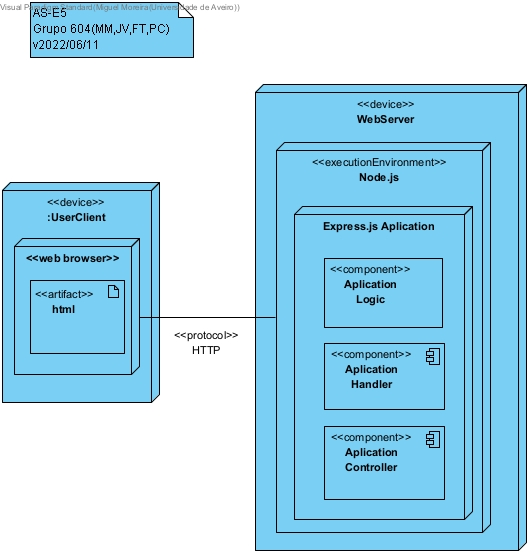 Visual Paradigm Standard(Miguel Moreira(Universidade de Aveiro))
AS-E5
Grupo 604(MM,JV,FT,PC)
v2022/06/11
<<device>>
WebServer
<<executionEnvironment>>
Node.js
Express.js Aplication
<<component>>
Aplication
Logic
<<component>>
Aplication
Handler
<<component>>
Aplication
Controller
<<device>>
:UserClient
<<web browser>>
<<artifact>>
html
<<protocol>>
HTTP